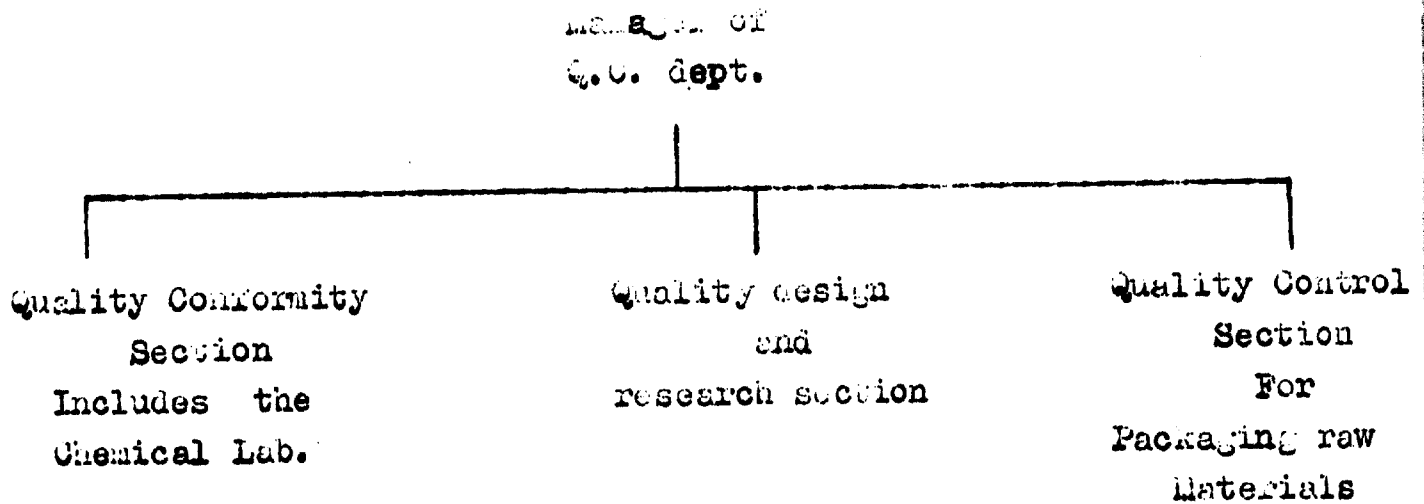 Manager of
Q.C. dept.
Quality Conformity
Section
Includes the
Chemical Lab.
Quality design
and
research section
Quality Control
Section
For
Packaging raw
Materials